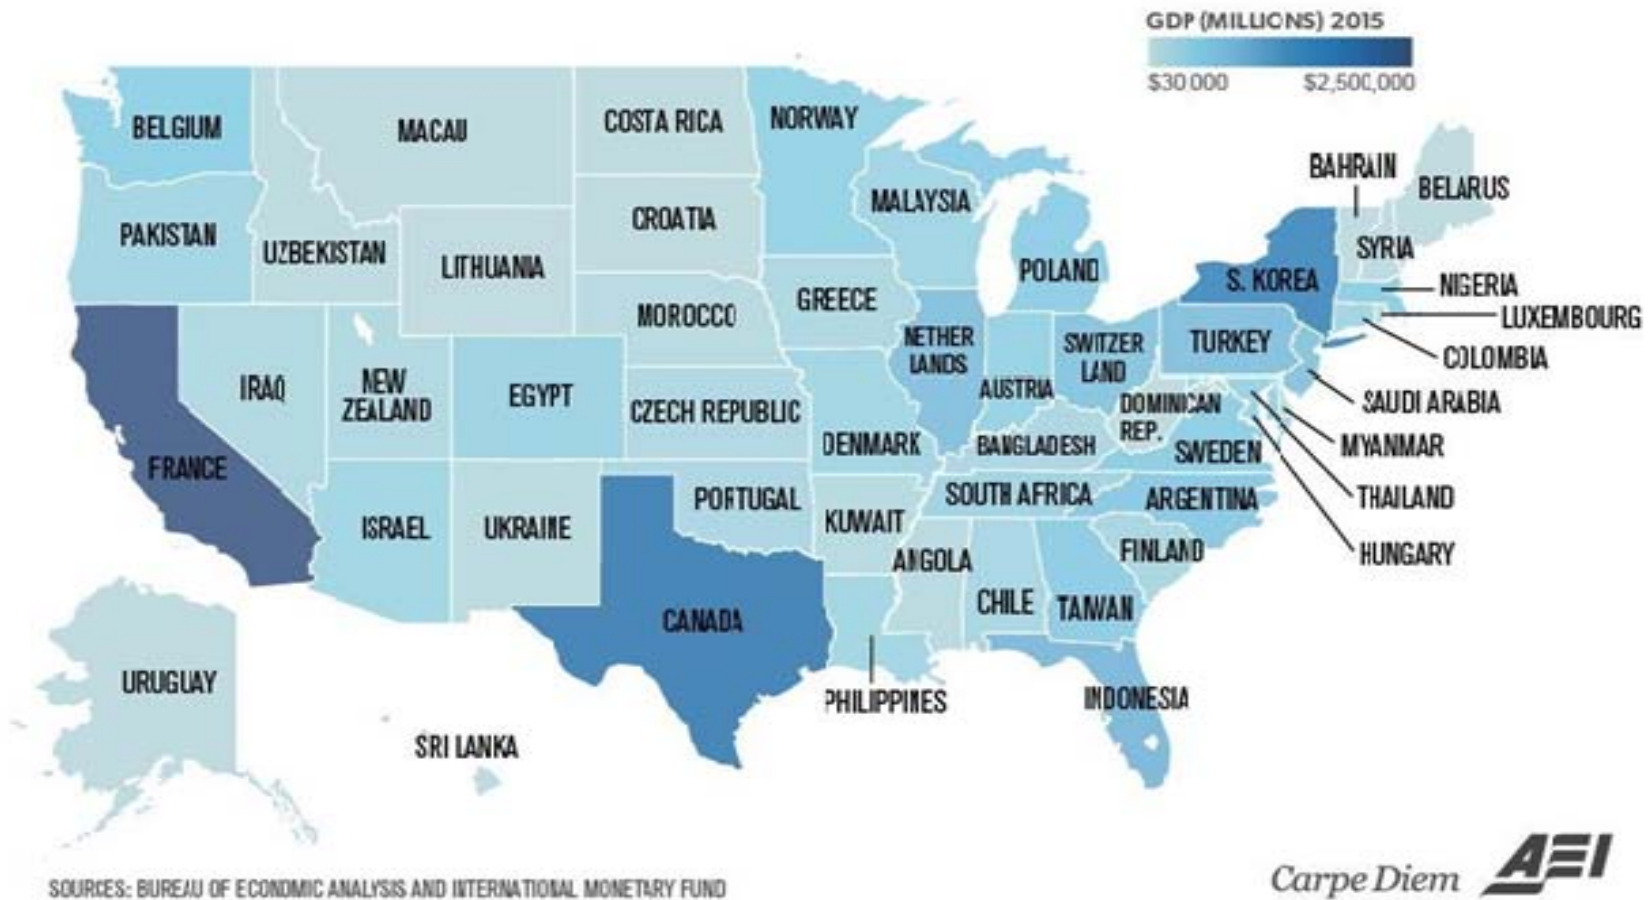 GDP (MILLIONS) 2015
$30 000
$2,500,000
BELGIUM
MACAU
COSTA RICA
NORWAY
BAHRAIN
BELARUS
PAKISTAN
UZBEKISTAN
LITHUANIA
CROATIA
MALAYSIA
SYRIA
POLAND
S. KOREA
NIGERIA
LUXEMBOURG
MOROCCO
GREECE
NETHER
LANDS
SWITZER
LAND
TURKEY
COLOMBIA
IRAQ
NEW
ZEALAND
EGYPT
CZECH REPUBLIC
AUSTRIA
DOMINICAN
REP.
SAUDI ARABIA
FRANCE
DENMARK
BANGLADESH
SWEDEN
MYANMAR
ISRAEL
UKRAINE
PORTUGAL
KUWAIT
SOUTH AFRICA
ARGENTINA
THAILAND
ANGOLA
FINLAND
HUNGARY
CANADA
CHILE
TAIWAN
URUGUAY
SRI LANKA
PHILIPPINES
INDONESIA
SOURCES: BUREAU OF ECONOMIC ANALYSIS AND INTERNATIONAL MONETARY FUND
Carpe Diem AEI